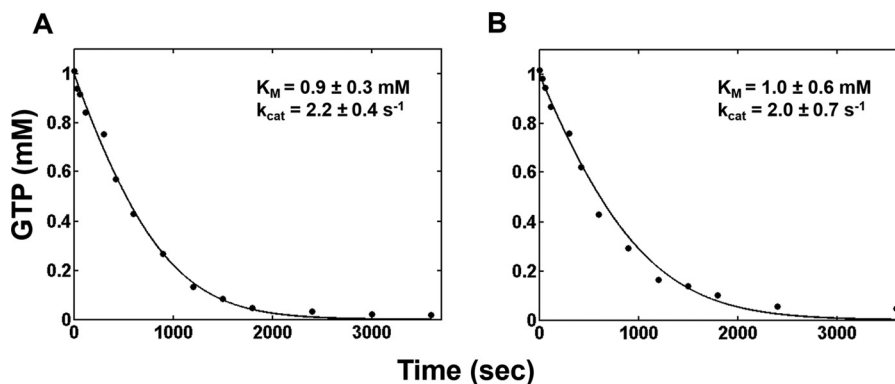 A
B
K_M = 0.9 ± 0.3 mM
k_cat = 2.2 ± 0.4 s⁻¹
K_M = 1.0 ± 0.6 mM
k_cat = 2.0 ± 0.7 s⁻¹
GTP (mM)
1
0.8
0.6
0.4
0.2
0
0
1000
2000
3000
1
0.8
0.6
0.4
0.2
0
0
1000
2000
3000
Time (sec)